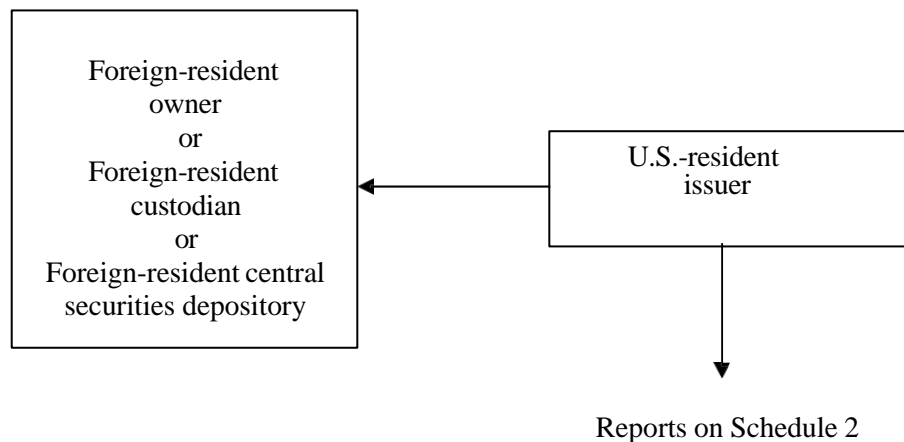 Foreign-resident
owner
or
Foreign-resident
custodian
or
Foreign-resident central
securities depository
U.S.-resident
issuer
Reports on Schedule 2